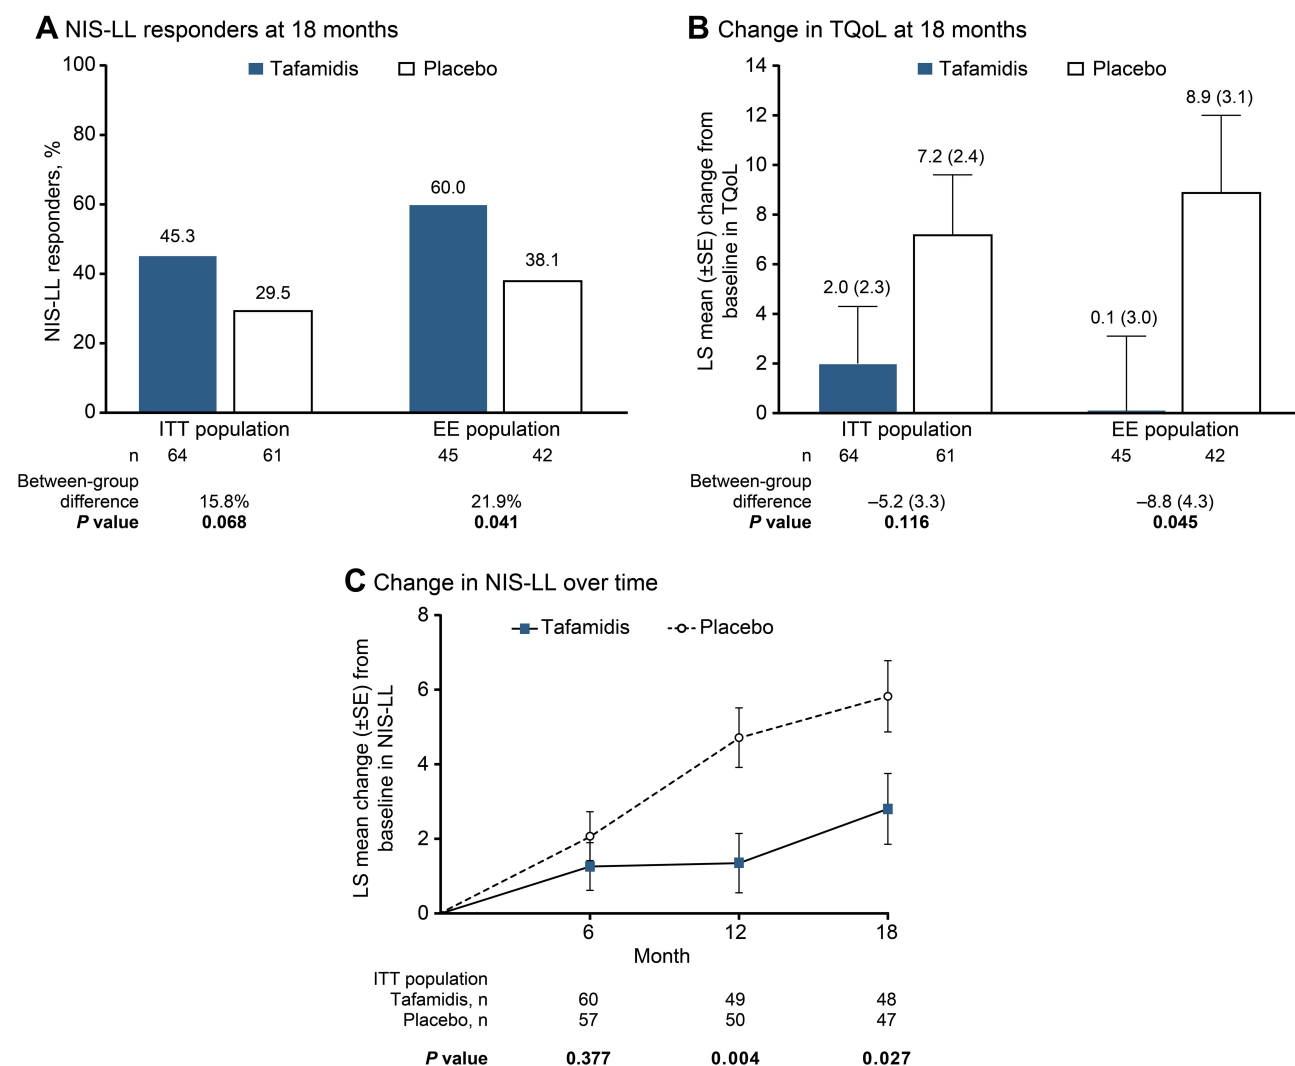 A NIS-LL responders at 18 months
Tafamidis Placebo
NIS-LL responders, %
100
80
60
40
20
0
45.3
29.5
60.0
38.1
ITT population EE population
n 64 61 45 42
Between-group
difference 15.8% 21.9%
P value 0.068 0.041
B Change in TQoL at 18 months
Tafamidis Placebo
LS mean (±SE) change from
baseline in TQoL
14
12
10
8
6
4
2
0
2.0 (2.3)
7.2 (2.4)
0.1 (3.0)
8.9 (3.1)
ITT population EE population
n 64 61 45 42
Between-group
difference –5.2 (3.3) –8.8 (4.3)
P value 0.116 0.045
C Change in NIS-LL over time
Tafamidis Placebo
LS mean change (±SE) from
baseline in NIS-LL
8
6
4
2
0
6 12 18
Month
ITT population
Tafamidis, n 60 49 48
Placebo, n 57 50 47
P value 0.377 0.004 0.027